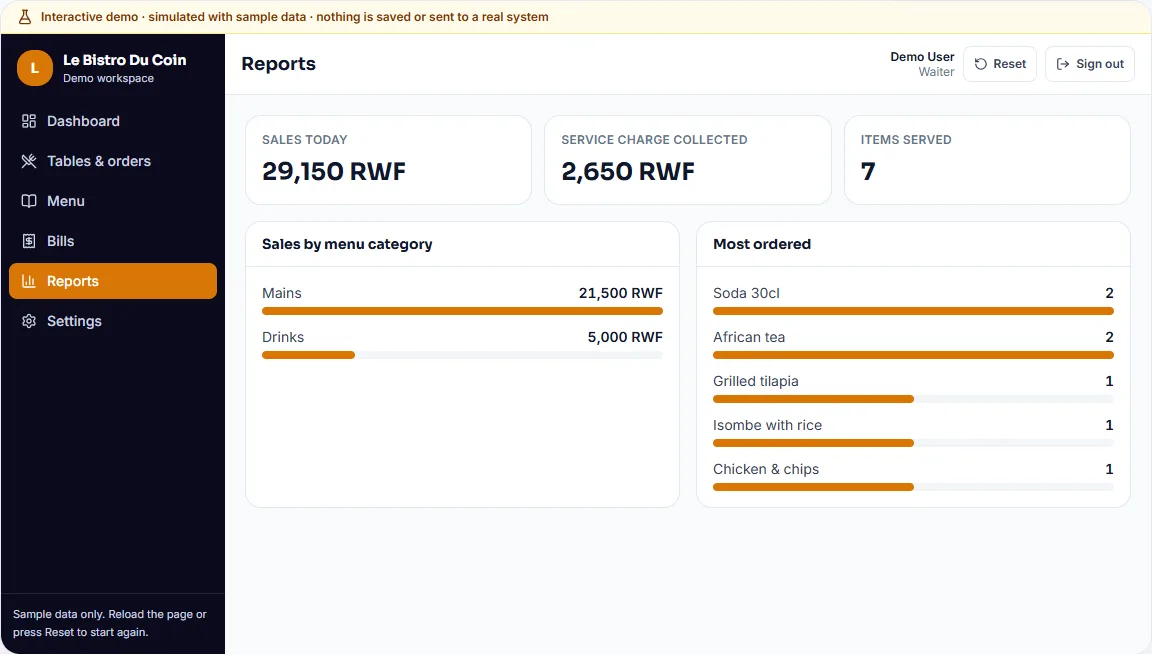 Interactive demo · simulated with sample data · nothing is saved or sent to a real system
L
Le Bistro Du Coin
Demo workspace
Dashboard
Tables & orders
Menu
Bills
Reports
Settings
Sample data only. Reload the page or
press Reset to start again.
Reports
Demo User
Waiter
Reset
Sign out
SALES TODAY
29,150 RWF
SERVICE CHARGE COLLECTED
2,650 RWF
ITEMS SERVED
7
Sales by menu category
Mains 21,500 RWF
Drinks 5,000 RWF
Most ordered
Soda 30cl 2
African tea 2
Grilled tilapia 1
Isombe with rice 1
Chicken & chips 1